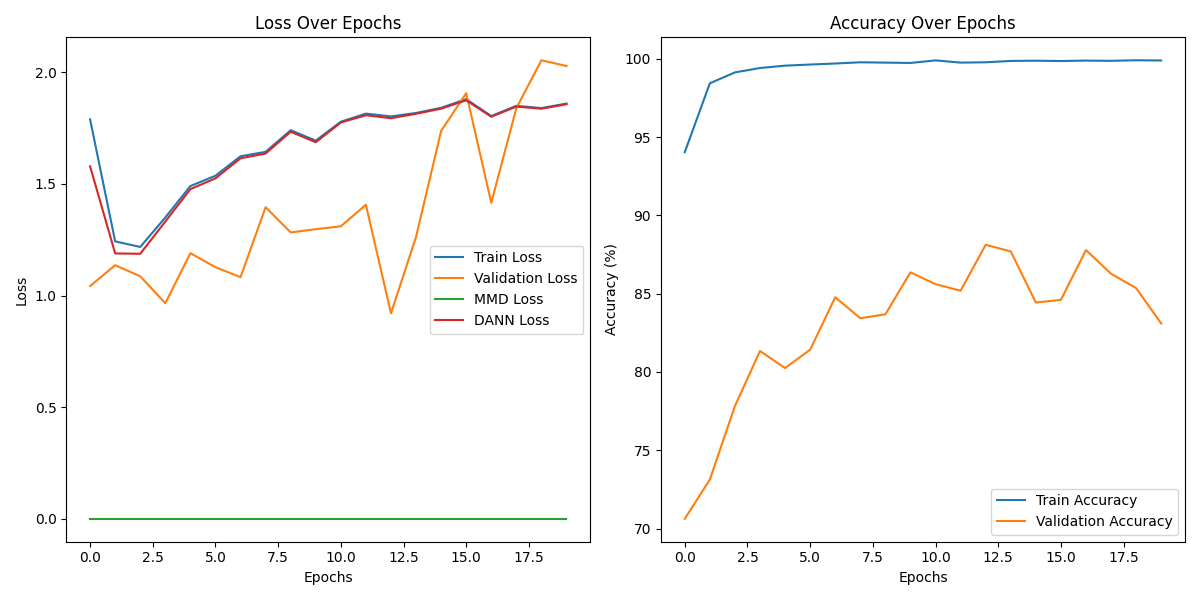 Loss Over Epochs
Loss
2.0
1.5
1.0
0.5
0.0
0.0 2.5 5.0 7.5 10.0 12.5 15.0 17.5
Epochs
Train Loss
Validation Loss
MMD Loss
DANN Loss
Accuracy Over Epochs
Accuracy (%)
100
95
90
85
80
75
70
0.0 2.5 5.0 7.5 10.0 12.5 15.0 17.5
Epochs
Train Accuracy
Validation Accuracy